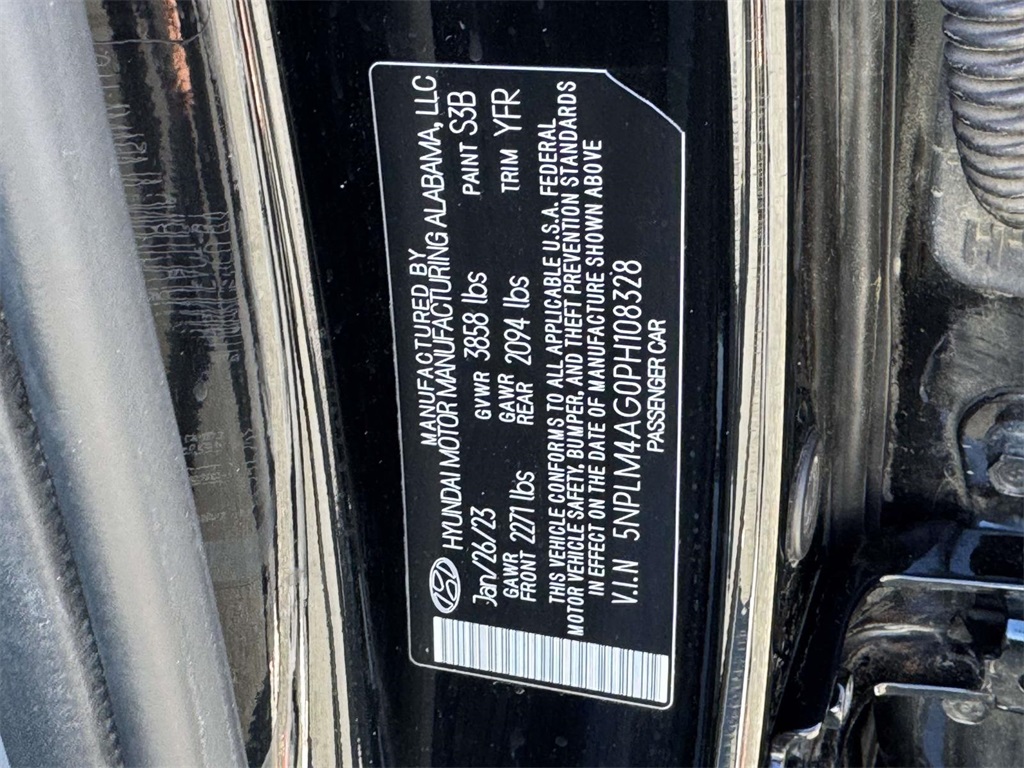 MANUFACTURED BY
HYUNDAI MOTOR MANUFACTURING ALABAMA, LLC
Jan/26/23 GVWR 3858 lbs PAINT S3B
GAWR FRONT 2271 lbs GAWR REAR 2094 lbs TRIM YFR
THIS VEHICLE CONFORMS TO ALL APPLICABLE U.S.A. FEDERAL
MOTOR VEHICLE SAFETY, BUMPER, AND THEFT PREVENTION STANDARDS
IN EFFECT ON THE DATE OF MANUFACTURE SHOWN ABOVE
V.I.N 5NPLM4AG0PH108328
PASSENGER CAR